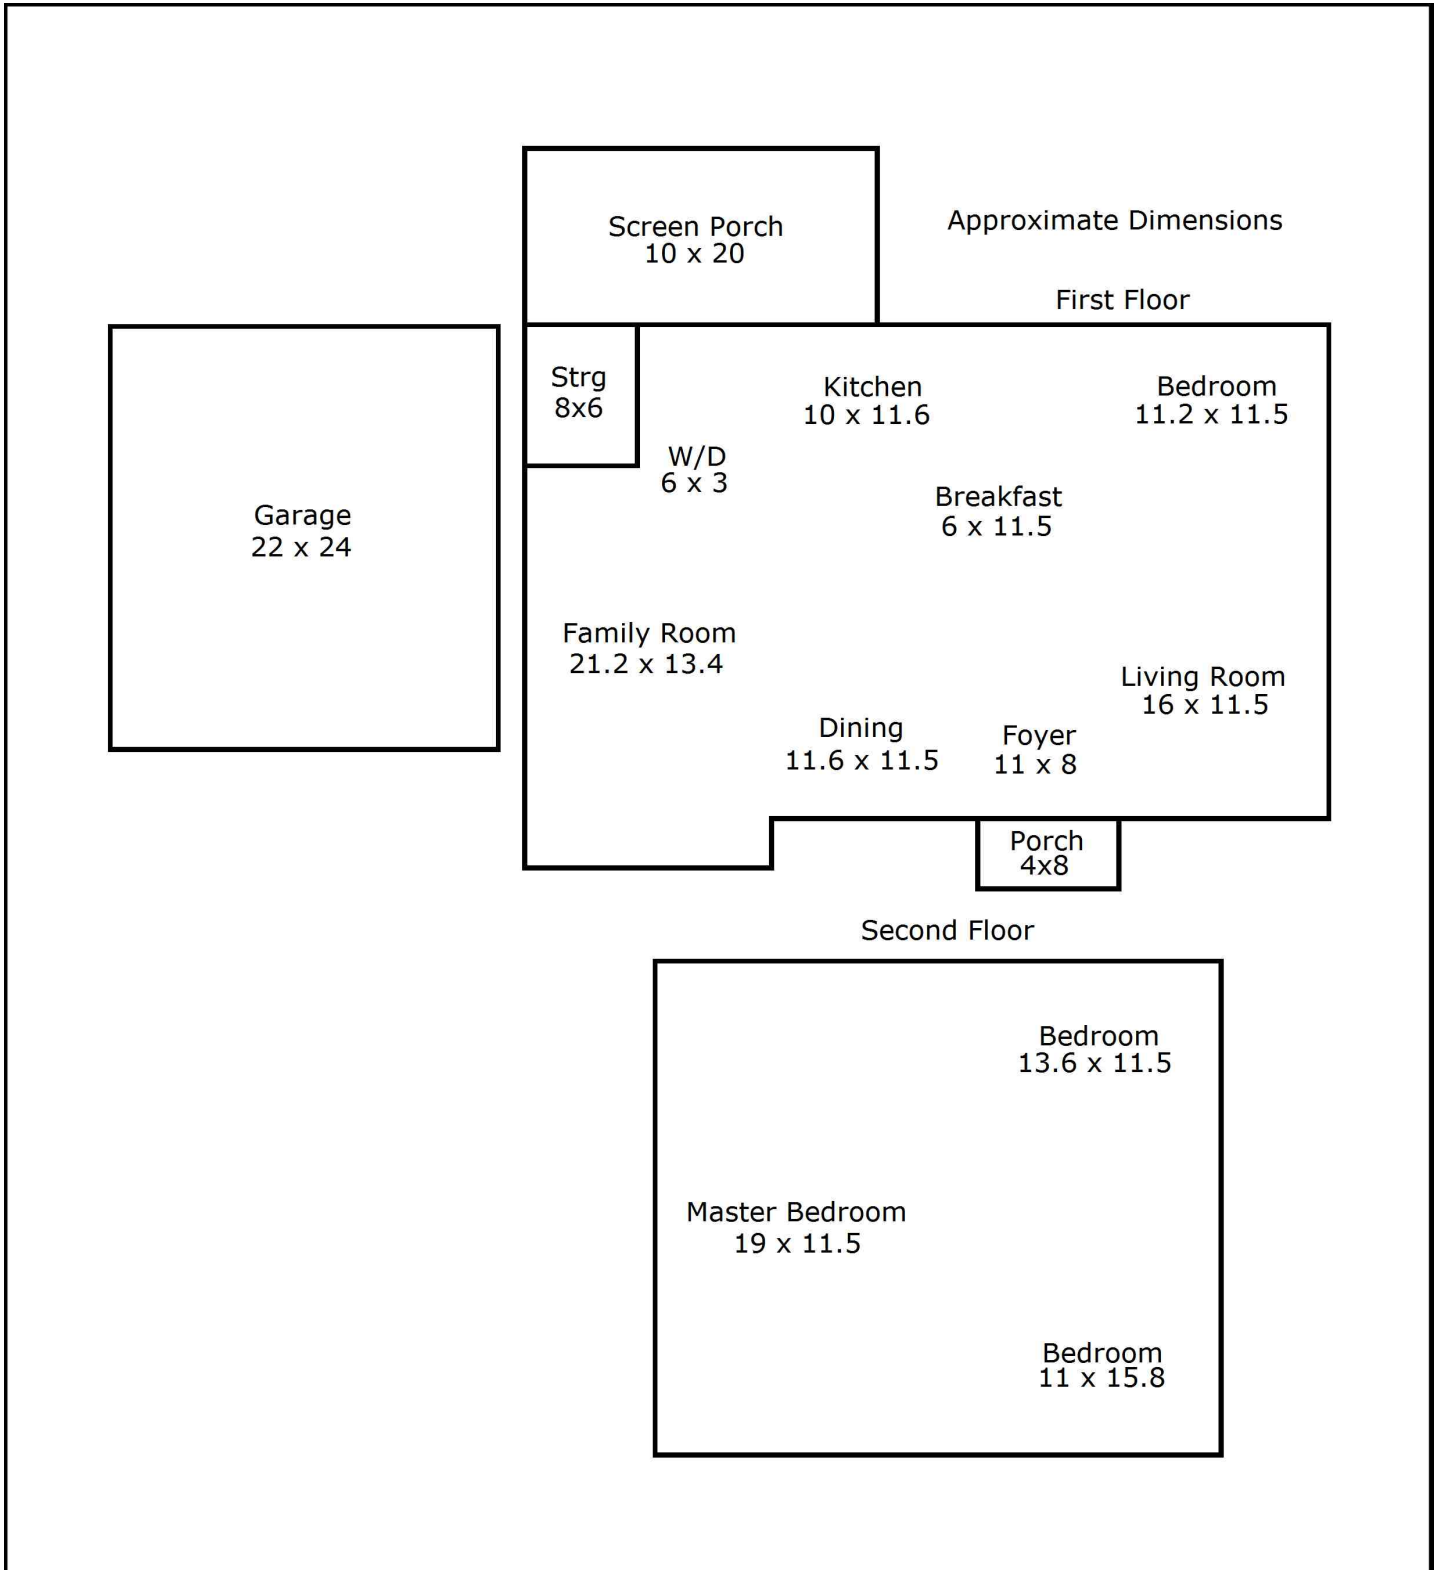 Screen Porch
10 x 20
Approximate Dimensions
First Floor
Strg
8x6
Kitchen
10 x 11.6
Bedroom
11.2 x 11.5
W/D
6 x 3
Breakfast
6 x 11.5
Garage
22 x 24
Family Room
21.2 x 13.4
Living Room
16 x 11.5
Dining
11.6 x 11.5
Foyer
11 x 8
Porch
4x8
Second Floor
Bedroom
13.6 x 11.5
Master Bedroom
19 x 11.5
Bedroom
11 x 15.8